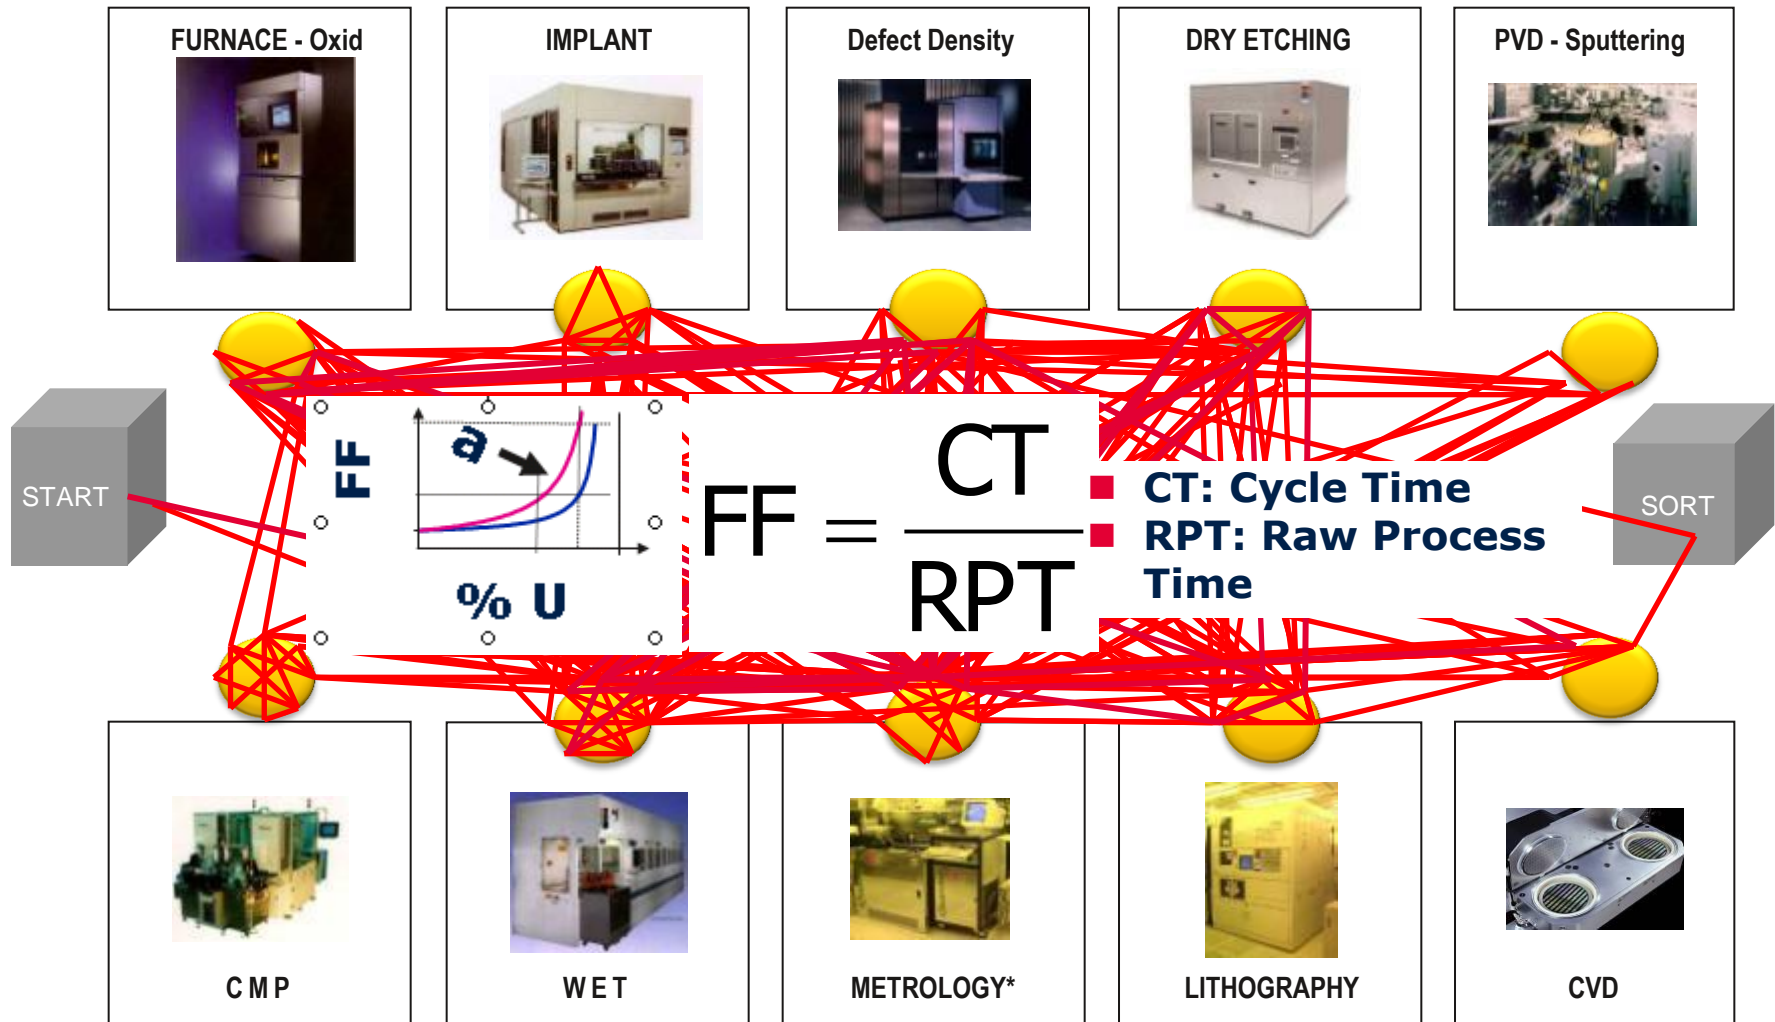 FURNACE - Oxid
IMPLANT
Defect Density
DRY ETCHING
PVD - Sputtering
START
FF
a
% U
FF = CT
RPT
CT: Cycle Time
RPT: Raw Process
Time
SORT
C M P
W E T
METROLOGY*
LITHOGRAPHY
CVD